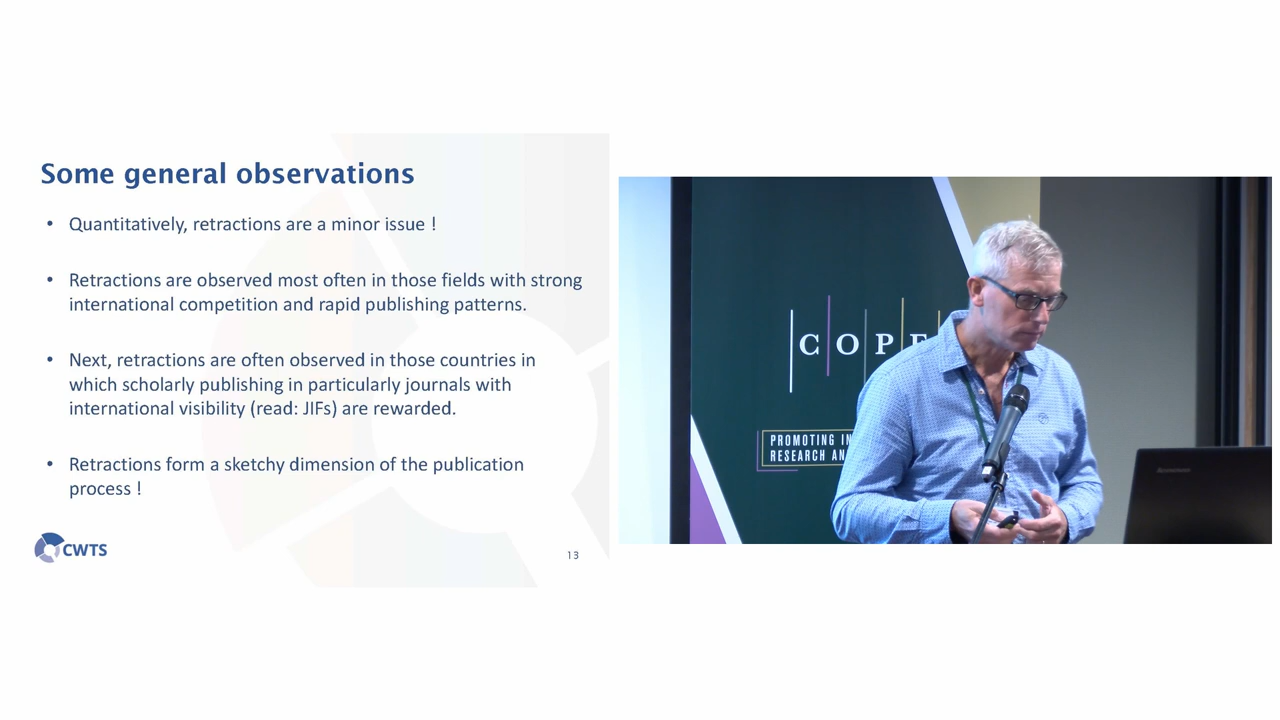 Some general observations
• Quantitatively, retractions are a minor issue !
• Retractions are observed most often in those fields with strong
international competition and rapid publishing patterns.
• Next, retractions are often observed in those countries in
which scholarly publishing in particularly journals with
international visibility (read: JIFs) are rewarded.
• Retractions form a sketchy dimension of the publication
process !
CWTS
13
COPE
PROMOTING IN
RESEARCH AN